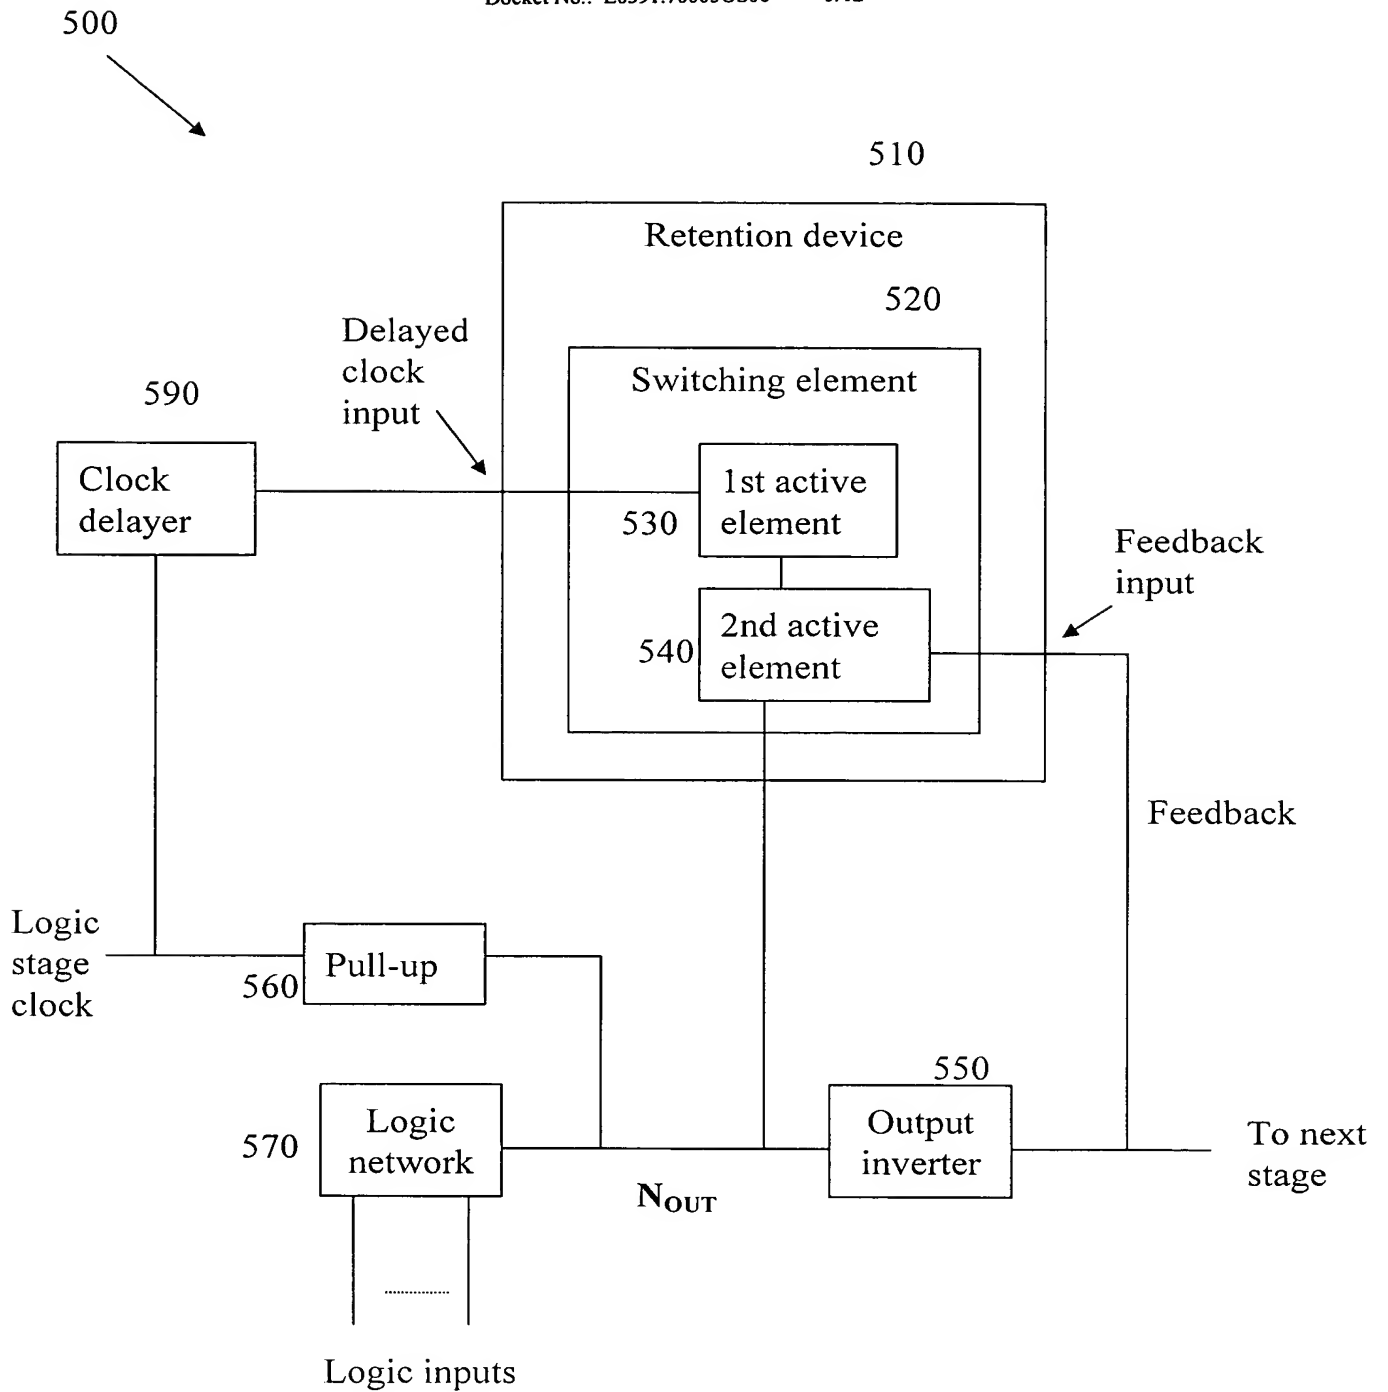 500
510
Retention device
520
Delayed
clock
input
Switching element
590
Clock
delayer
1st active
element
530
Feedback
input
2nd active
element
540
Feedback
Logic
stage
clock
Pull-up
560
550
Logic
network
570
Output
inverter
To next
stage
NOUT
Logic inputs